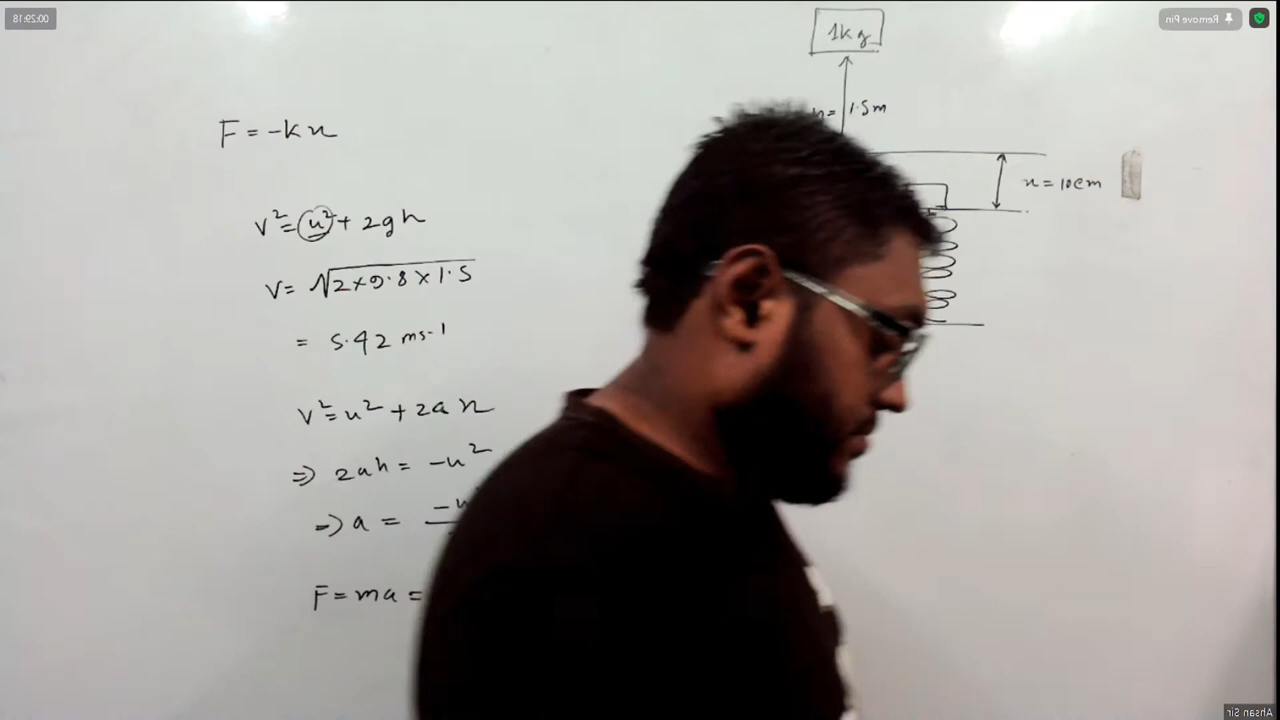 00:29:18
Remove Pin
1kg
h= 1.5m
F = -kx
x = 10cm
v²= u² + 2gh
v= √2×9.8×1.5
= 5.42 ms-1
v²= u² + 2ax
⇒ 2ah = -u²
⇒ a = -u
F = ma =
Ahsan Sir